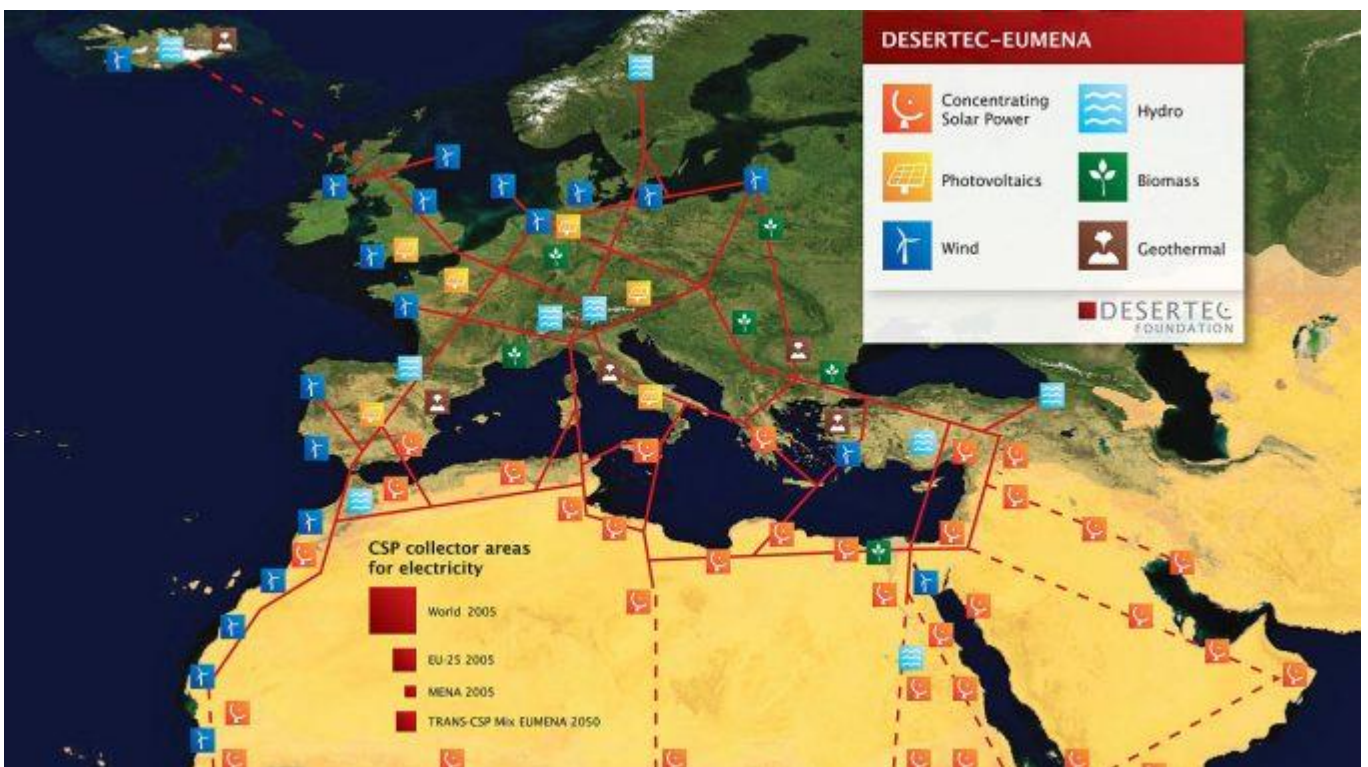 DESERTEC–EUMENA
Concentrating
Solar Power
Hydro
Photovoltaics
Biomass
Wind
Geothermal
DESERTEC
FOUNDATION
CSP collector areas
for electricity
World 2005
EU-25 2005
MENA 2005
TRANS-CSP Mix EUMENA 2050